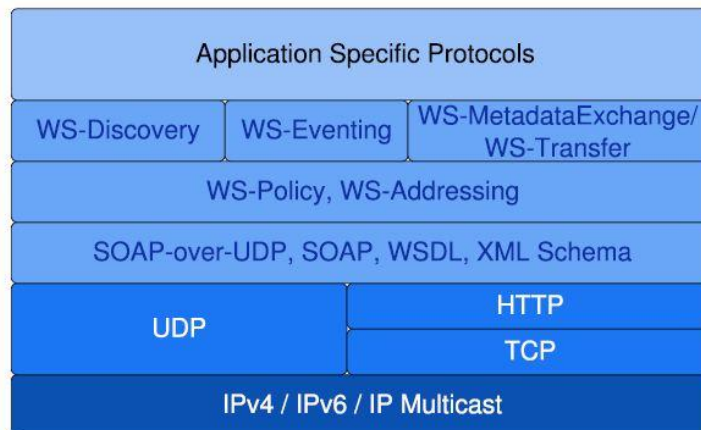 Application Specific Protocols
WS-Discovery
WS-Eventing
WS-MetadataExchange/
WS-Transfer
WS-Policy, WS-Addressing
SOAP-over-UDP, SOAP, WSDL, XML Schema
UDP
HTTP
TCP
IPv4 / IPv6 / IP Multicast